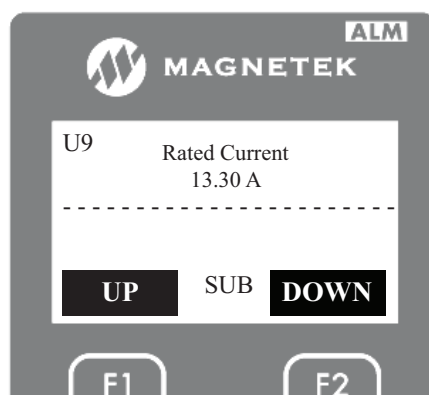 ALM
MAGNETEK
U9
Rated Current
13.30 A
UP SUB DOWN
F1 F2